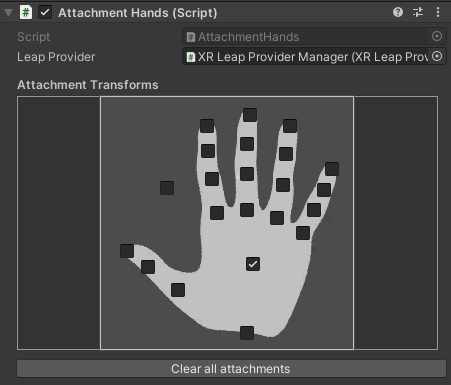 Attachment Hands (Script)
Script AttachmentHands
Leap Provider XR Leap Provider Manager (XR Leap Prov
Attachment Transforms
Clear all attachments